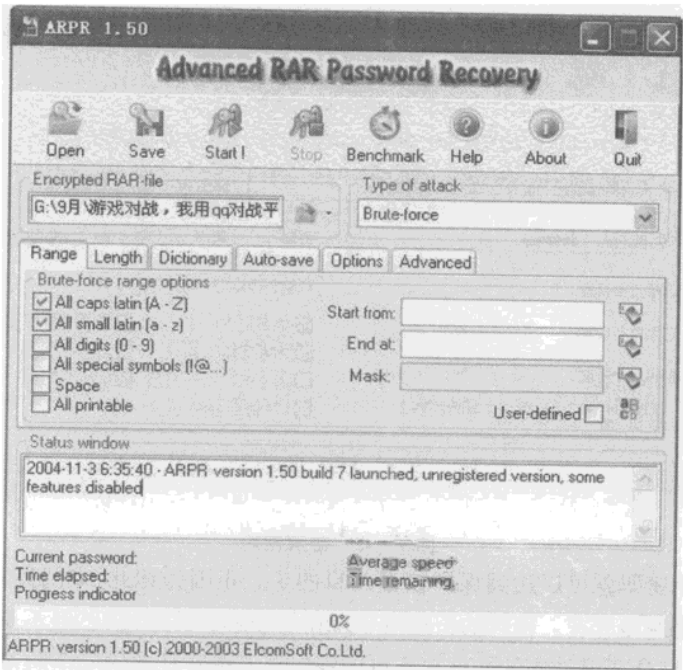 ARPR 1.50
Advanced RAR Password Recovery
Open Save Start! Stop Benchmark Help About Quit
Encrypted RAR-file
Type of attack
G:\9月\游戏对战，我用qq对战平
Brute-force
Range Length Dictionary Auto-save Options Advanced
Brute-force range options
All caps latin (A - Z)
All small latin (a - z)
All digits (0 - 9)
All special symbols (!@...)
Space
All printable
Start from:
End at:
Mask:
User-defined
Status window
2004-11-3 6:35:40 - ARPR version 1.50 build 7 launched, unregistered version, some
features disabled
Current password:
Average speed
Time elapsed:
Time remaining
Progress indicator
0%
ARPR version 1.50 (c) 2000-2003 ElcomSoft Co.Ltd.